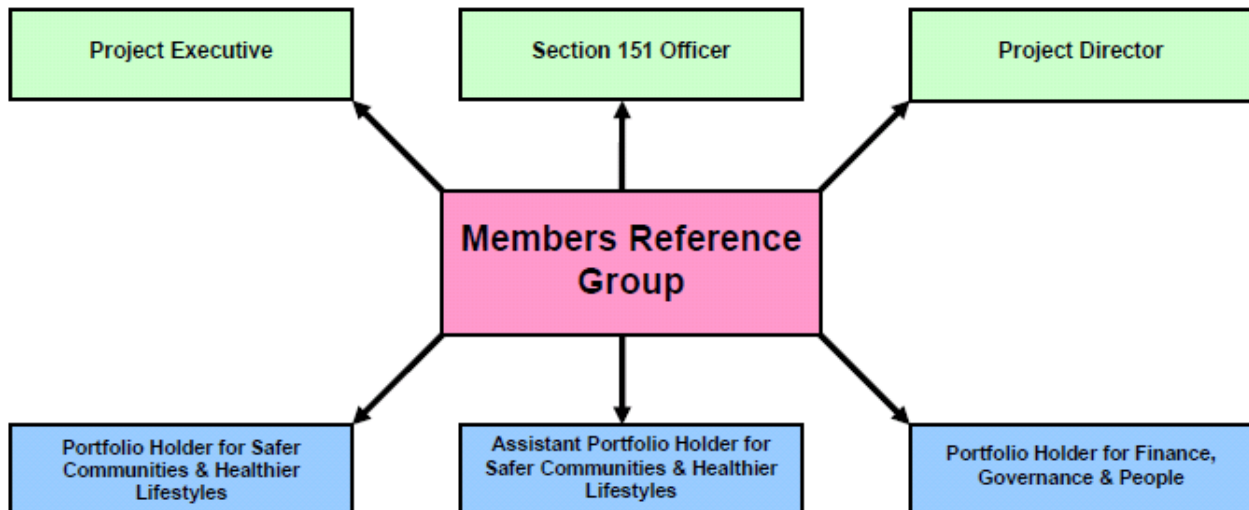 Project Executive
Section 151 Officer
Project Director
Members Reference
Group
Portfolio Holder for Safer
Communities & Healthier
Lifestyles
Assistant Portfolio Holder for
Safer Communities & Healthier
Lifestyles
Portfolio Holder for Finance,
Governance & People